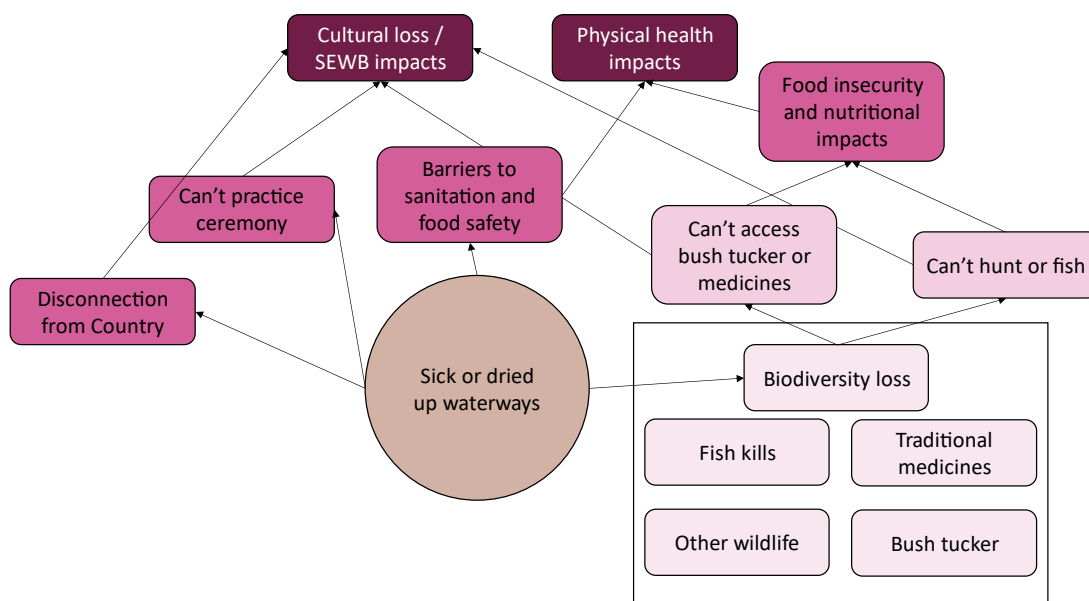 Cultural loss /
SEWB impacts
Physical health
impacts
Food insecurity
and nutritional
impacts
Can’t practice
ceremony
Barriers to
sanitation and
food safety
Can’t access
bush tucker or
medicines
Can’t hunt or fish
Disconnection
from Country
Sick or dried
up waterways
Biodiversity loss
Fish kills
Traditional
medicines
Other wildlife
Bush tucker